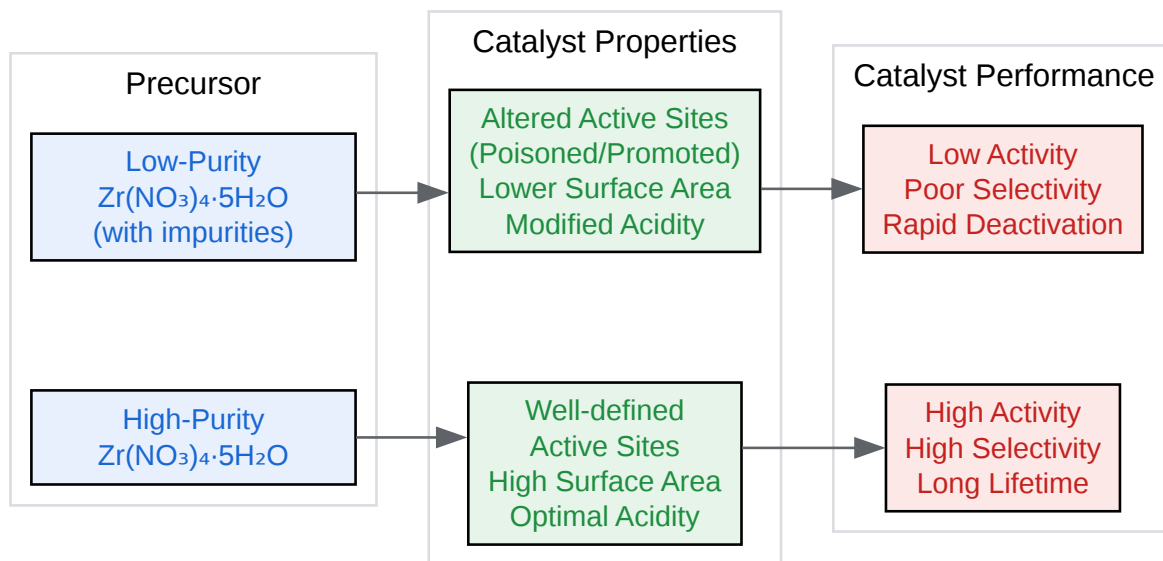 Precursor
Low-Purity
Zr(NO₃)₄·5H₂O
(with impurities)
High-Purity
Zr(NO₃)₄·5H₂O
Catalyst Properties
Altered Active Sites
(Poisoned/Promoted)
Lower Surface Area
Modified Acidity
Well-defined
Active Sites
High Surface Area
Optimal Acidity
Catalyst Performance
Low Activity
Poor Selectivity
Rapid Deactivation
High Activity
High Selectivity
Long Lifetime